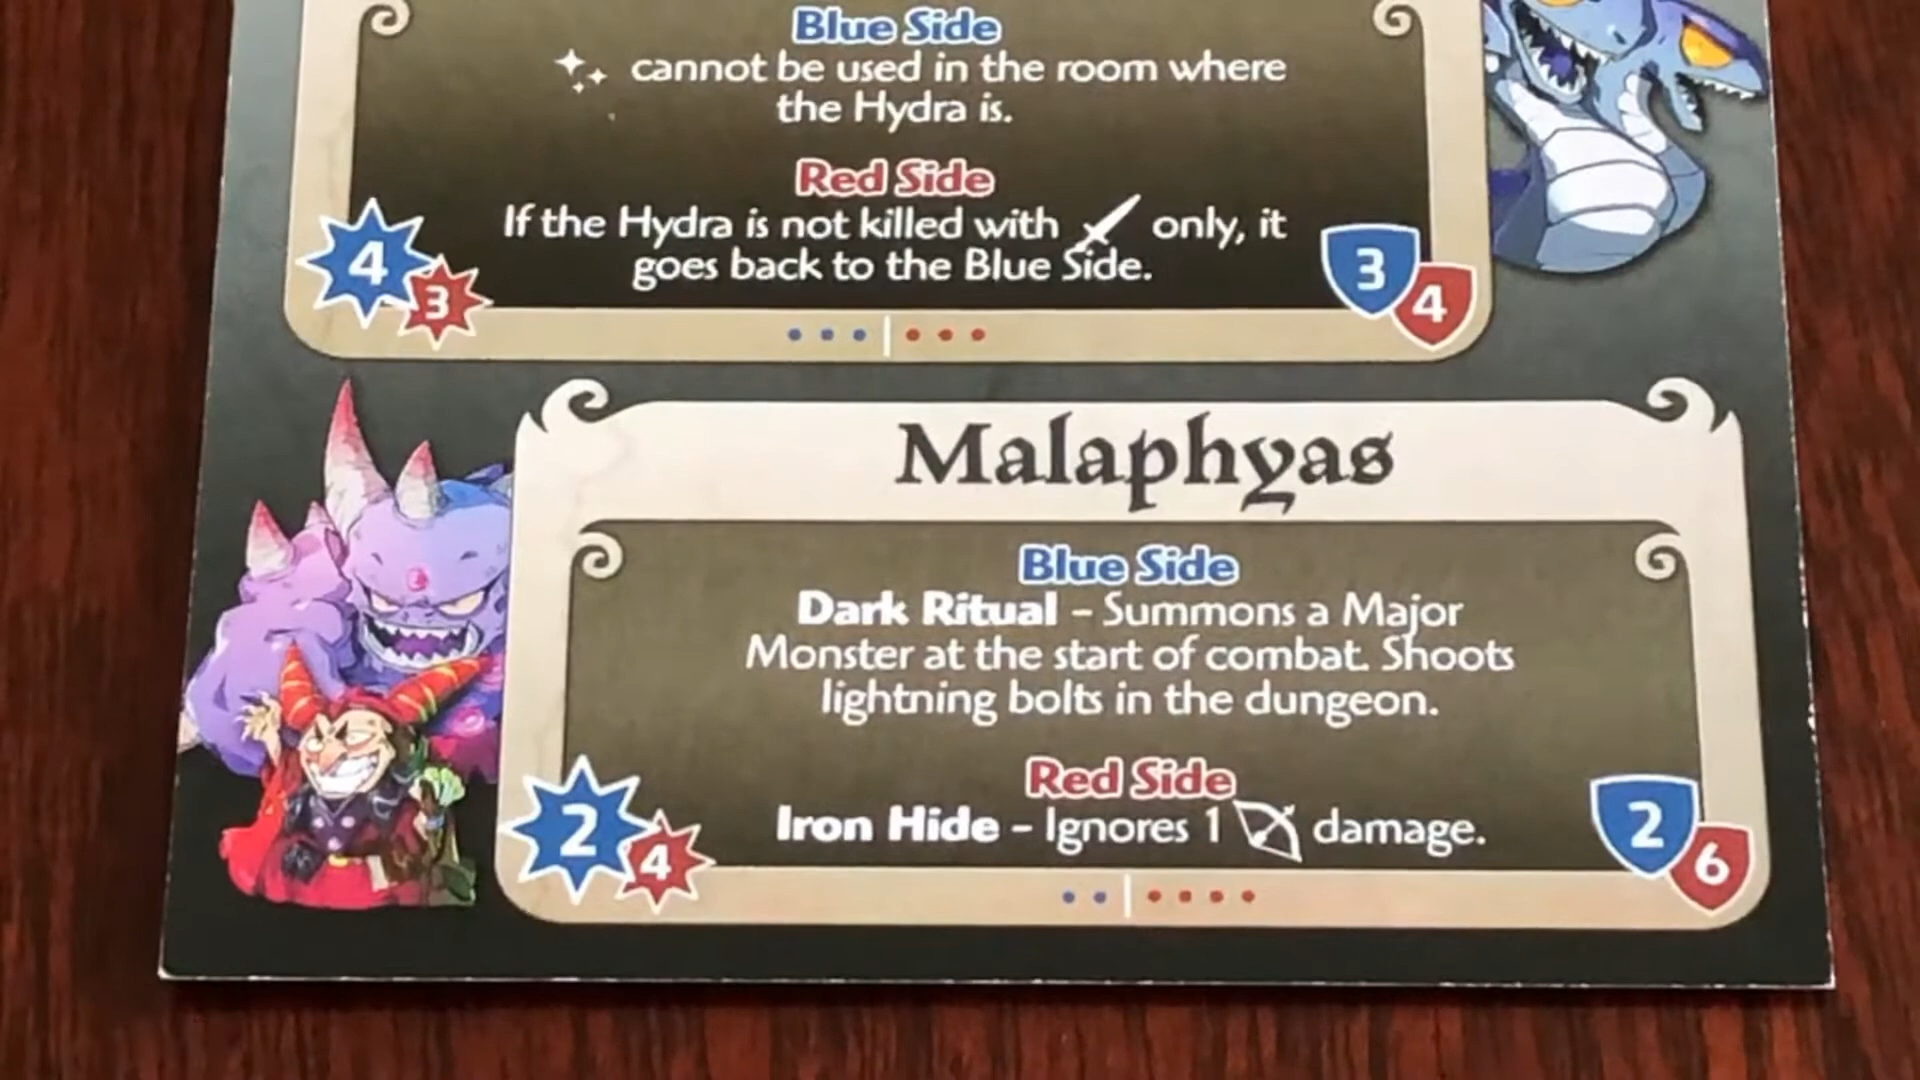 Blue Side
cannot be used in the room where
the Hydra is.
Red Side
If the Hydra is not killed with only, it
goes back to the Blue Side.
4
3
3
4
Malaphyas
Blue Side
Dark Ritual – Summons a Major
Monster at the start of combat. Shoots
lightning bolts in the dungeon.
Red Side
Iron Hide – Ignores 1 damage.
2
4
2
6